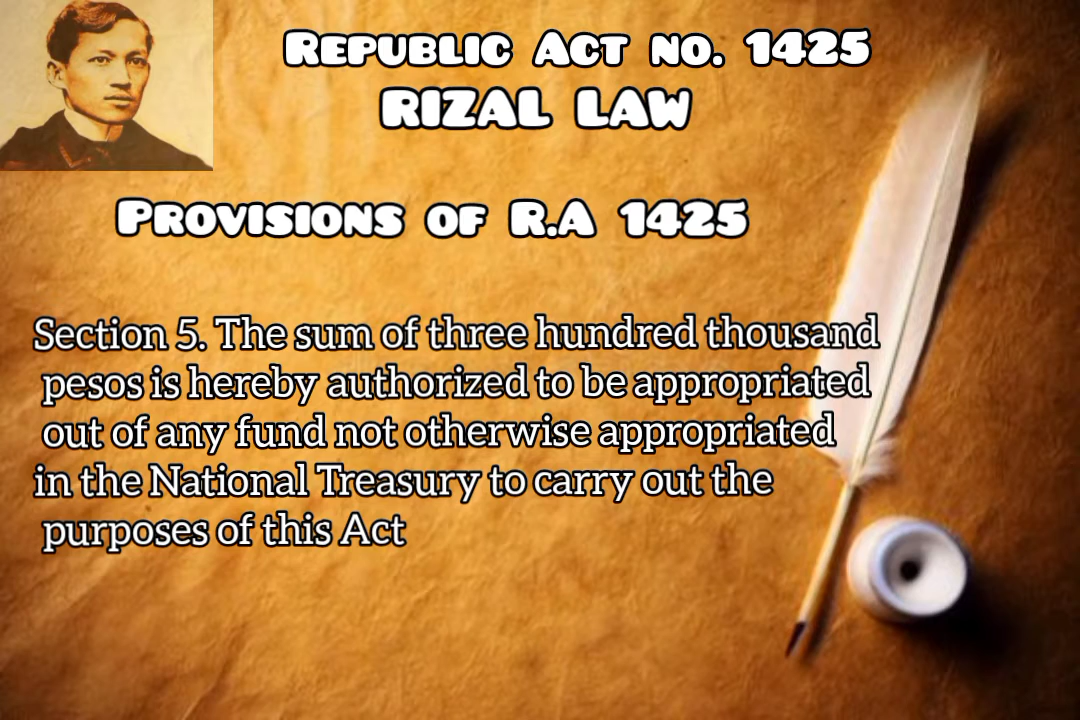 Republic Act no. 1425
RIZAL LAW
Provisions of R.A 1425
Section 5. The sum of three hundred thousand
pesos is hereby authorized to be appropriated
out of any fund not otherwise appropriated
in the National Treasury to carry out the
purposes of this Act